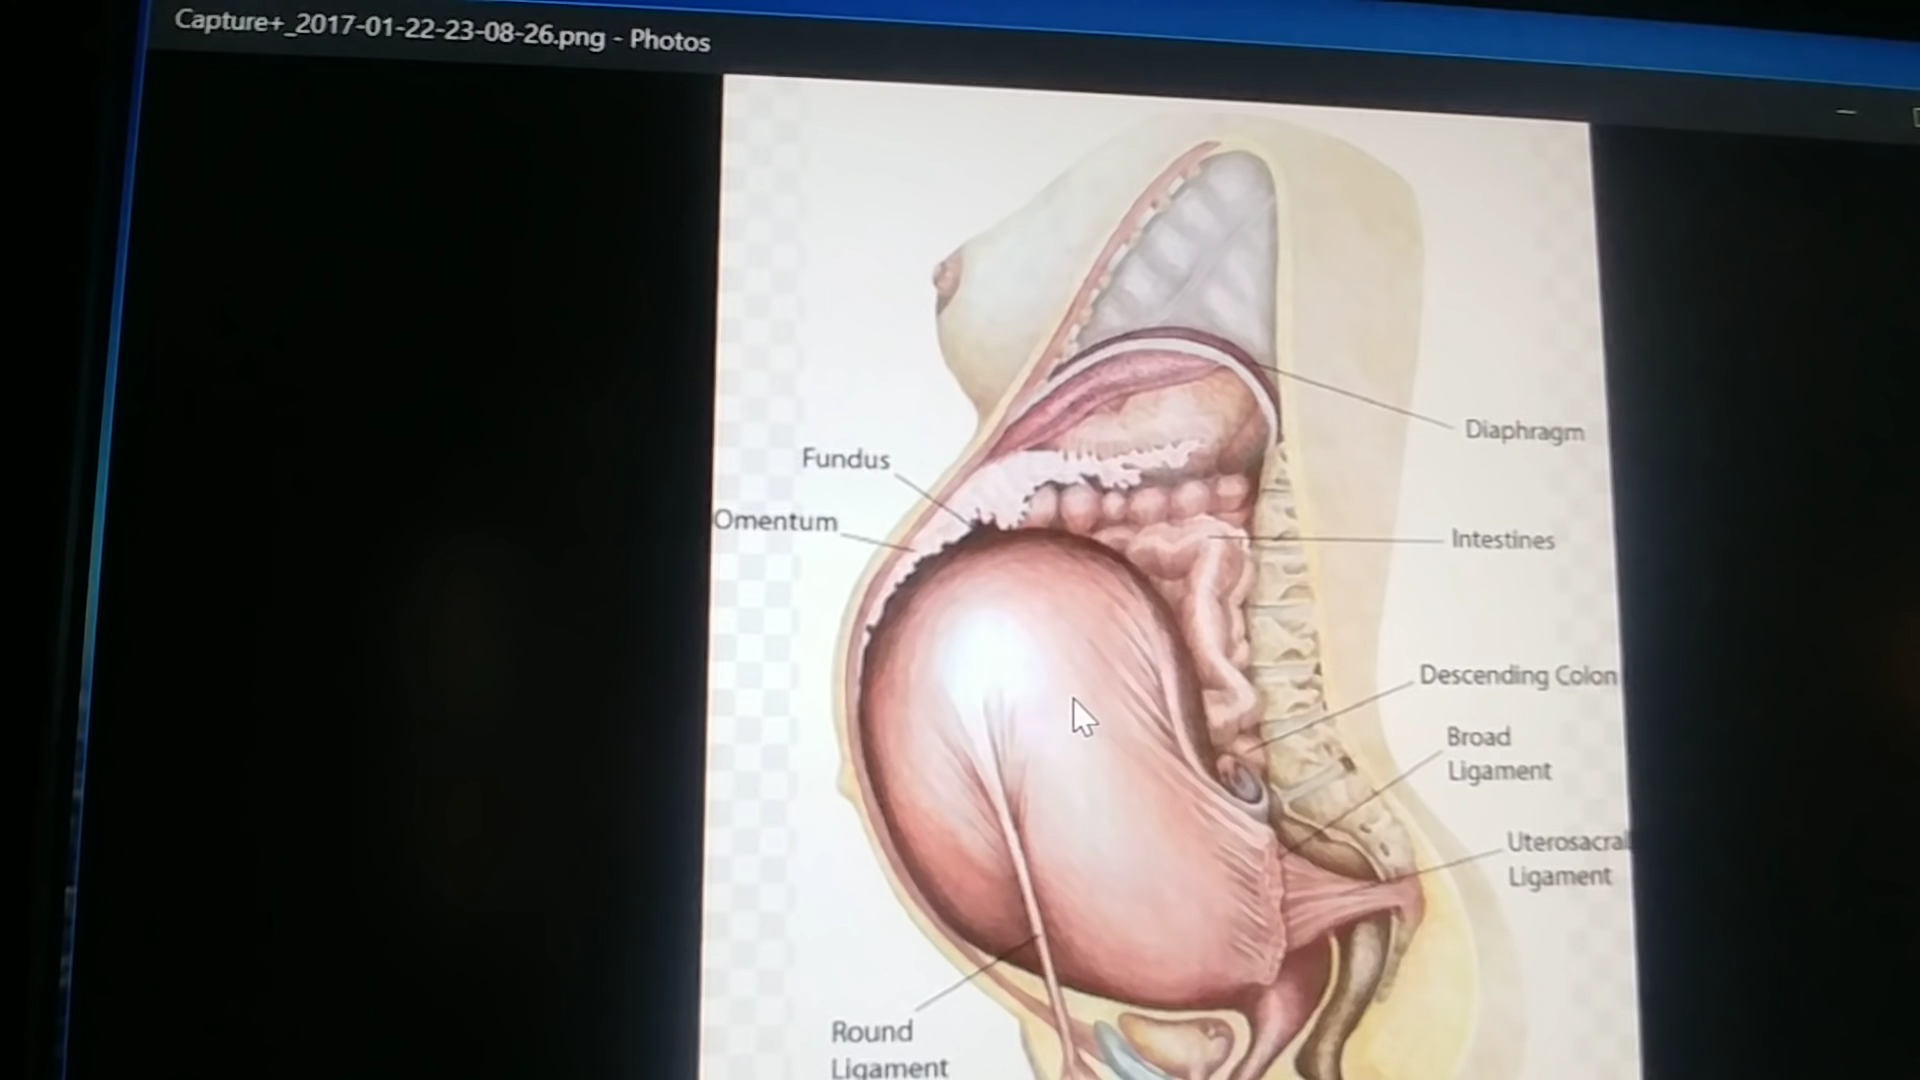 Capture+_2017-01-22-23-08-26.png - Photos
Diaphragm
Fundus
Omentum
Intestines
Descending Colon
Broad
Ligament
Uterosacral
Ligament
Round
Ligament